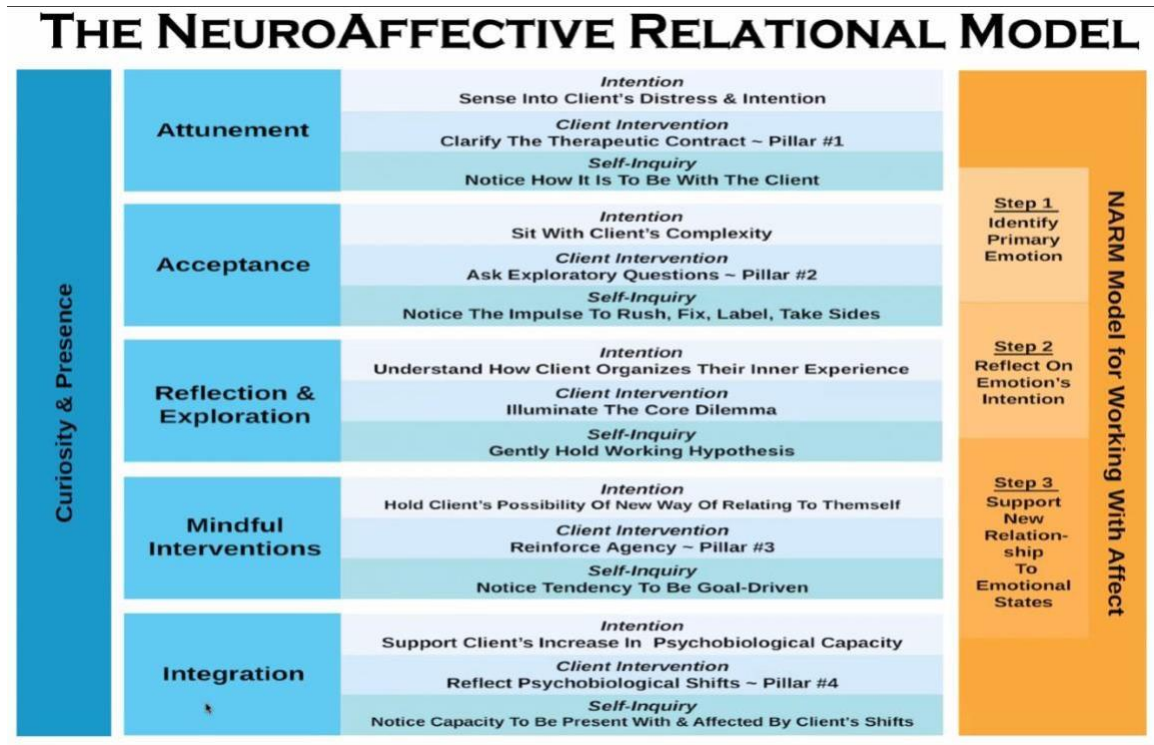 THE NEUROAFFECTIVE RELATIONAL MODEL
Curiosity & Presence
Attunement
Intention
Sense Into Client's Distress & Intention
Client Intervention
Clarify The Therapeutic Contract ~ Pillar #1
Self-Inquiry
Notice How It Is To Be With The Client
Acceptance
Intention
Sit With Client's Complexity
Client Intervention
Ask Exploratory Questions ~ Pillar #2
Self-Inquiry
Notice The Impulse To Rush, Fix, Label, Take Sides
Reflection &
Exploration
Intention
Understand How Client Organizes Their Inner Experience
Client Intervention
Illuminate The Core Dilemma
Self-Inquiry
Gently Hold Working Hypothesis
Mindful
Interventions
Intention
Hold Client's Possibility Of New Way Of Relating To Themself
Client Intervention
Reinforce Agency ~ Pillar #3
Self-Inquiry
Notice Tendency To Be Goal-Driven
Integration
Intention
Support Client's Increase In Psychobiological Capacity
Client Intervention
Reflect Psychobiological Shifts ~ Pillar #4
Self-Inquiry
Notice Capacity To Be Present With & Affected By Client's Shifts
Step 1
Identify
Primary
Emotion
Step 2
Reflect On
Emotion's
Intention
Step 3
Support
New
Relation-
ship
To
Emotional
States
NARM Model for Working With Affect